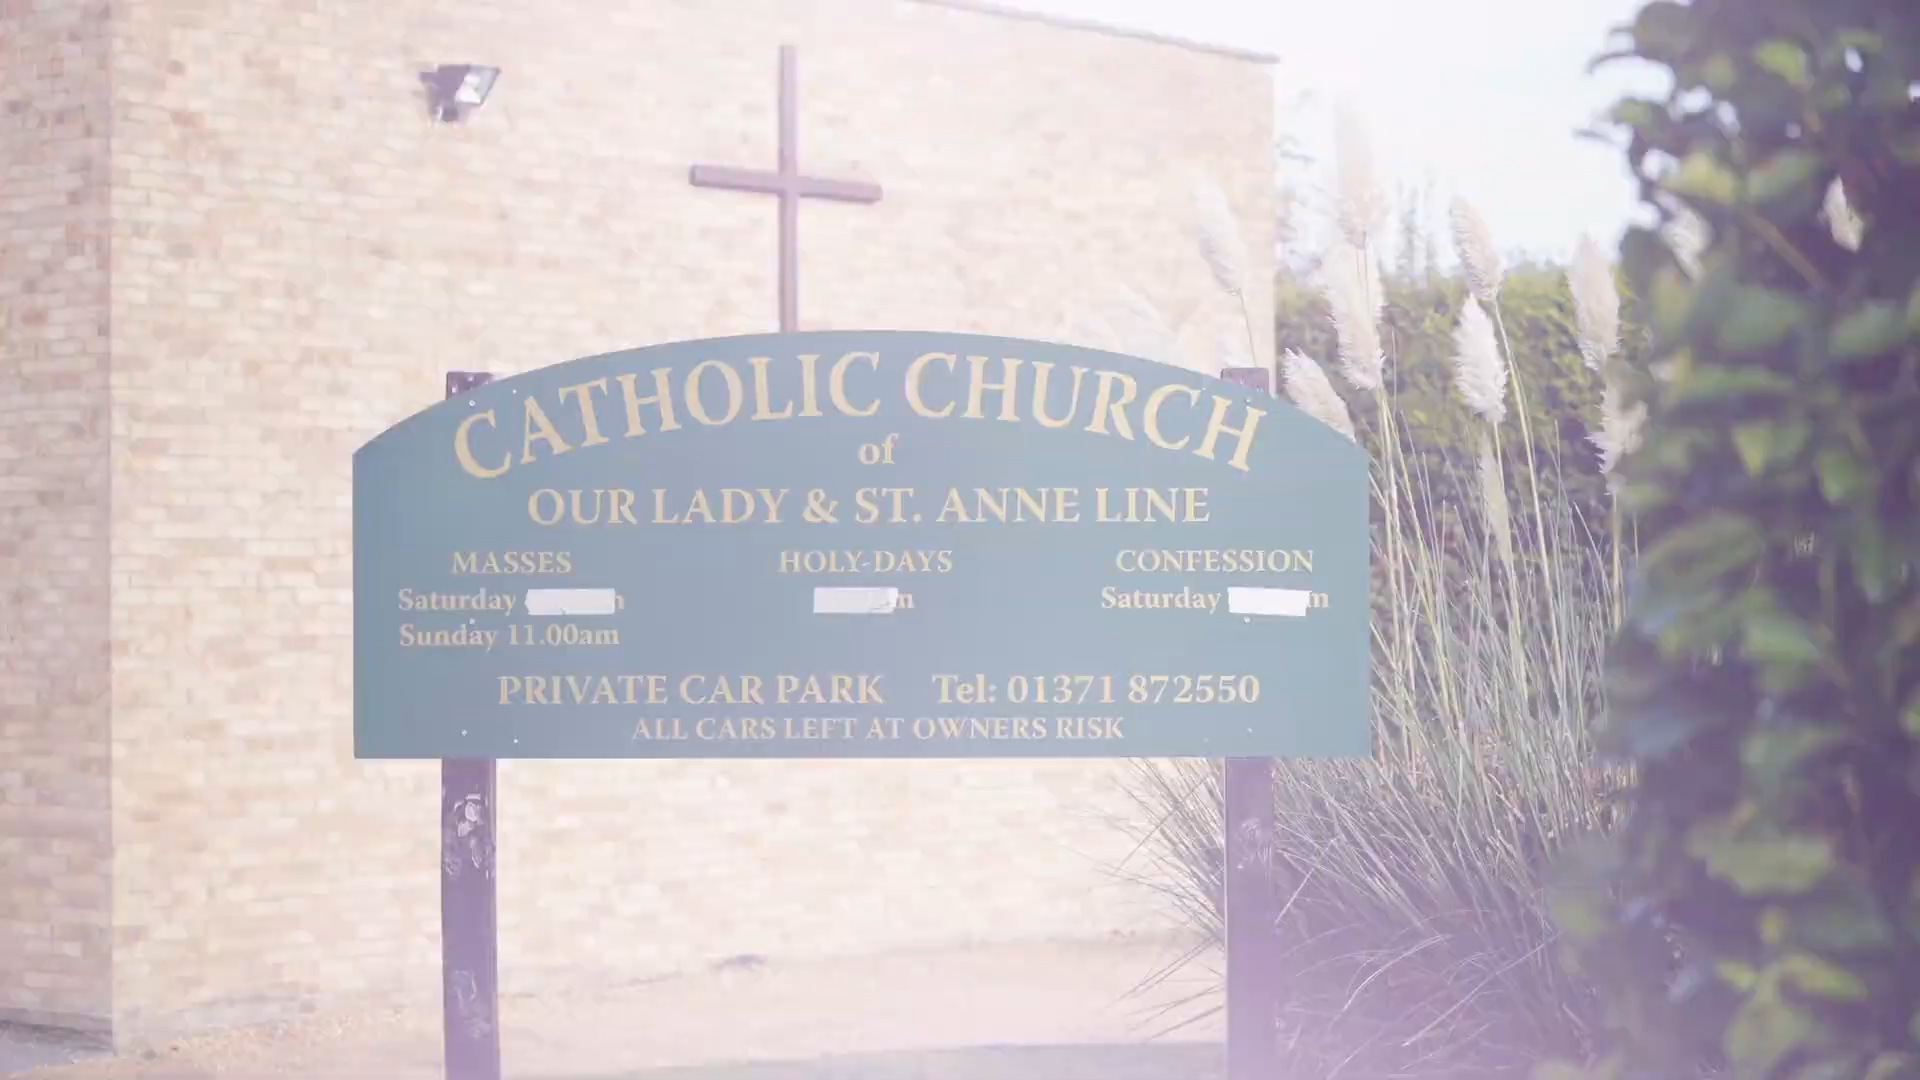 CATHOLIC CHURCH
of
OUR LADY & ST. ANNE LINE
MASSES
Saturday
Sunday 11.00am
HOLY-DAYS
CONFESSION
Saturday
PRIVATE CAR PARK Tel: 01371 872550
ALL CARS LEFT AT OWNERS RISK